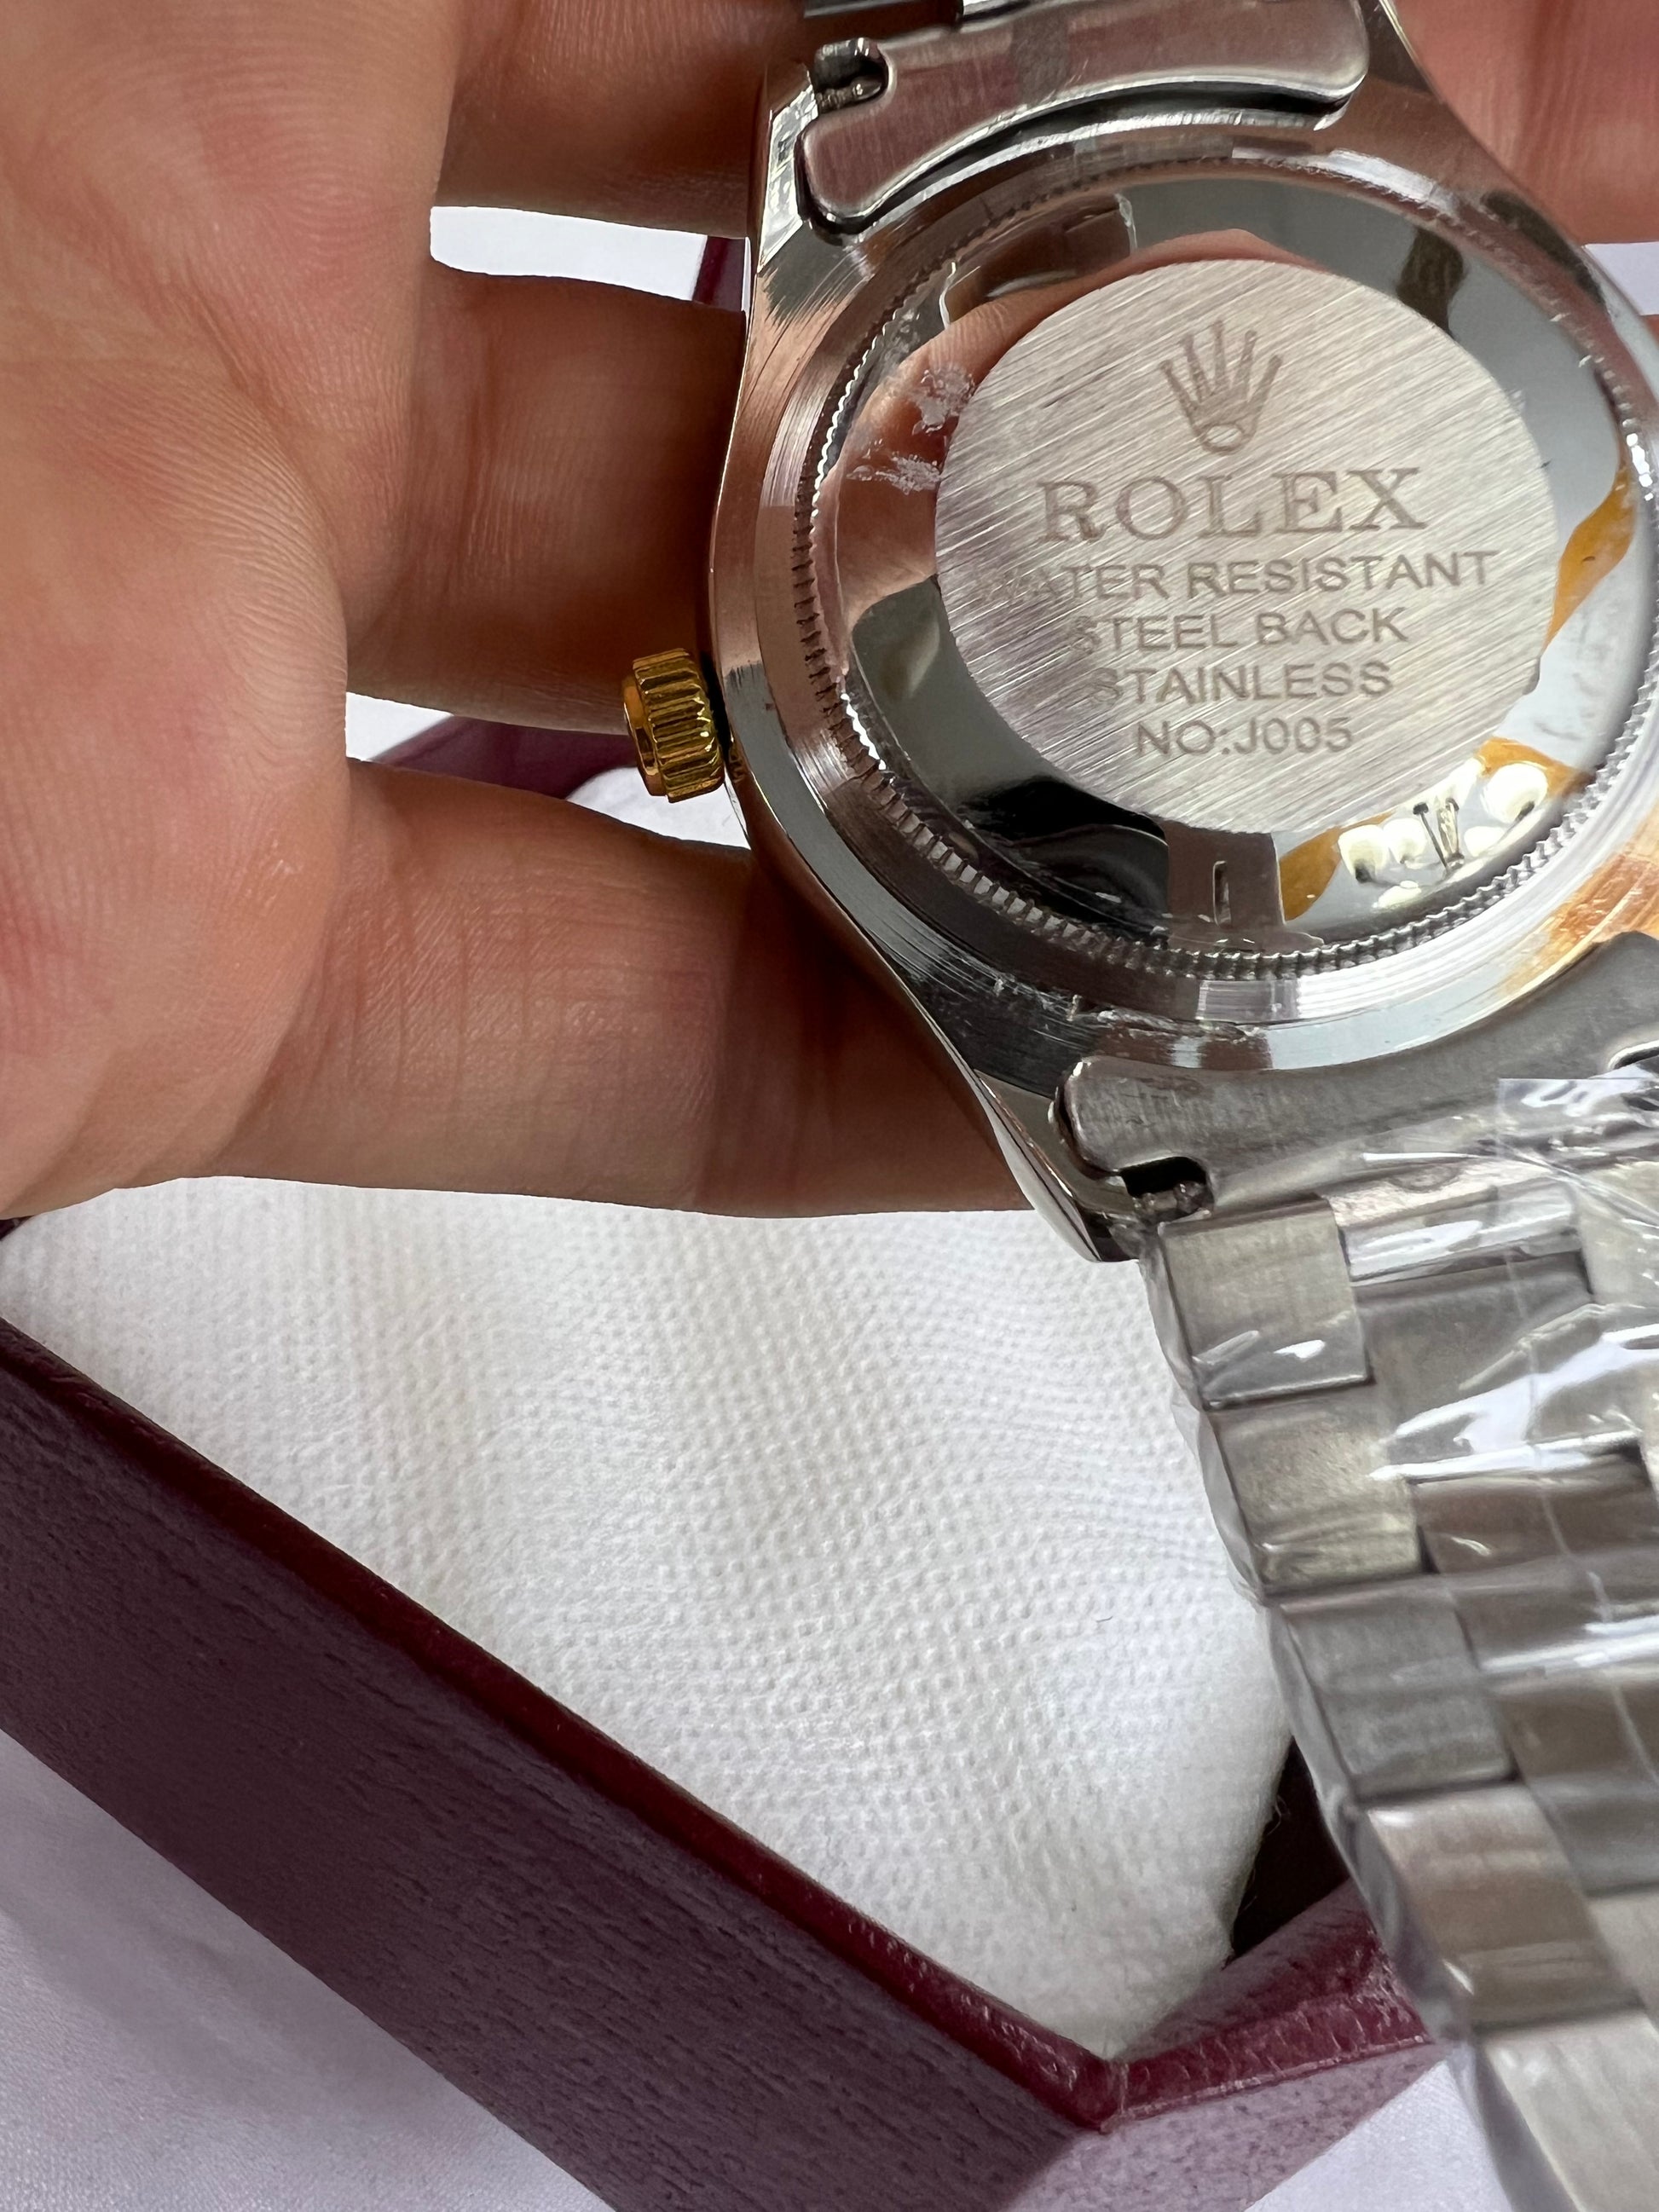 ROLEX
WATER RESISTANT
STEEL BACK
STAINLESS
NO:J005